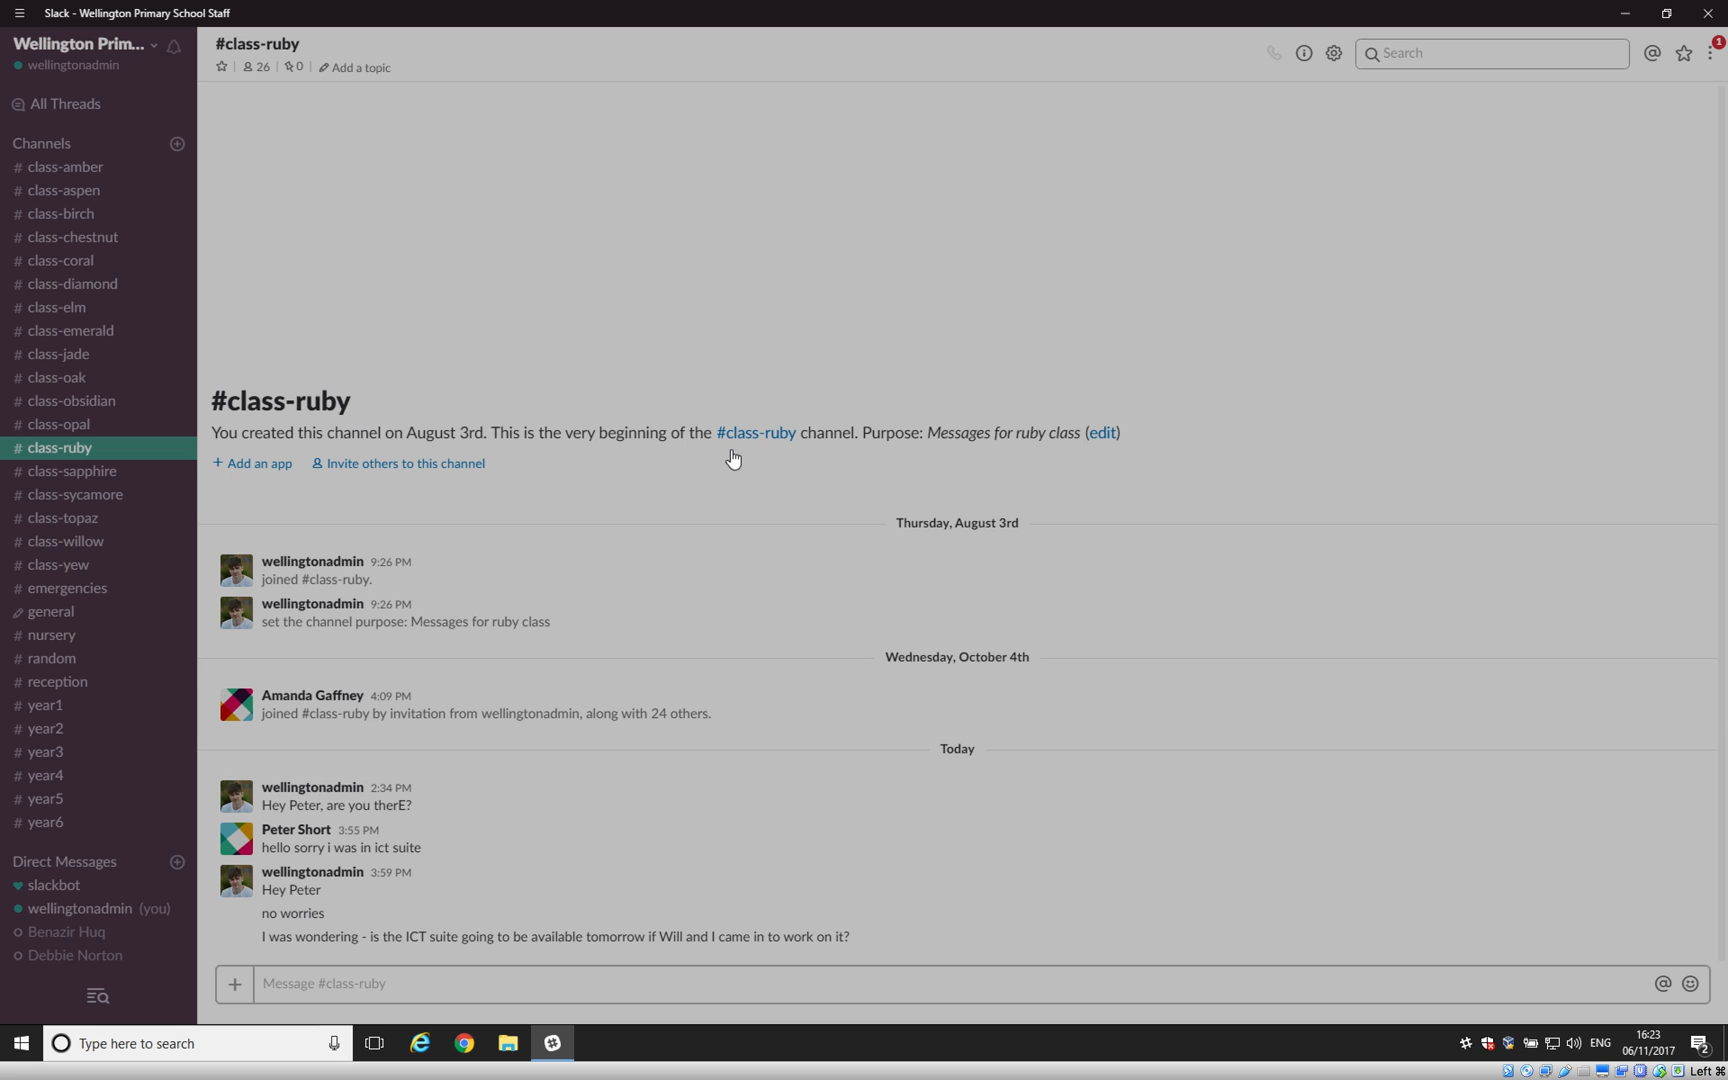 Slack - Wellington Primary School Staff
Wellington Prim...
wellingtonadmin
All Threads
Channels
# class-amber
# class-aspen
# class-birch
# class-chestnut
# class-coral
# class-diamond
# class-elm
# class-emerald
# class-jade
# class-oak
# class-obsidian
# class-opal
# class-ruby
# class-sapphire
# class-sycamore
# class-topaz
# class-willow
# class-yew
# emergencies
general
# nursery
# random
# reception
# year1
# year2
# year3
# year4
# year5
# year6
Direct Messages
slackbot
wellingtonadmin (you)
Benazir Huq
Debbie Norton
#class-ruby
26 | 0 | Add a topic
Search
@
1
#class-ruby
You created this channel on August 3rd. This is the very beginning of the #class-ruby channel. Purpose: Messages for ruby class (edit)
+ Add an app Invite others to this channel
Thursday, August 3rd
wellingtonadmin 9:26 PM
joined #class-ruby.
wellingtonadmin 9:26 PM
set the channel purpose: Messages for ruby class
Wednesday, October 4th
Amanda Gaffney 4:09 PM
joined #class-ruby by invitation from wellingtonadmin, along with 24 others.
Today
wellingtonadmin 2:34 PM
Hey Peter, are you therE?
Peter Short 3:55 PM
hello sorry i was in ict suite
wellingtonadmin 3:59 PM
Hey Peter
no worries
I was wondering - is the ICT suite going to be available tomorrow if Will and I came in to work on it?
+ Message #class-ruby @
Type here to search
ENG
16:23
06/11/2017
2
Left ⌘